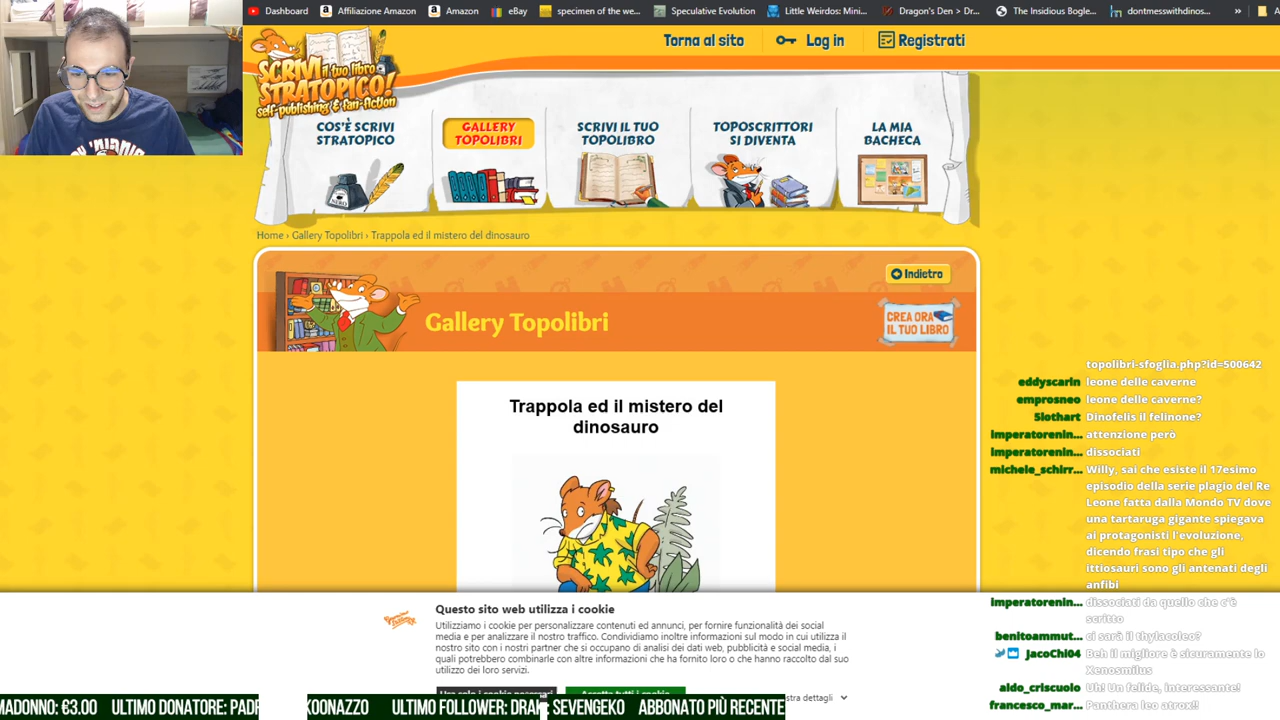 Dashboard
Affiliazione Amazon
Amazon
eBay
specimen of the we...
Speculative Evolution
Little Weirdos: Mini...
Dragon's Den > Dr...
The Insidious Bogle...
dontmesswithdinos...
»
SCRIVI il tuo libro
STRATOPICO!
self-publishing & fan-fiction
Torna al sito
Log in
Registrati
COS'È SCRIVI
STRATOPICO
GALLERY
TOPOLIBRI
SCRIVI IL TUO
TOPOLIBRO
TOPOSCRITTORI
SI DIVENTA
LA MIA
BACHECA
Home › Gallery Topolibri › Trappola ed il mistero del dinosauro
Indietro
Gallery Topolibri
CREA ORA
IL TUO LIBRO
Trappola ed il mistero del
dinosauro
topolibri-sfoglia.php?id=500642
eddyscarin leone delle caverne
emprosneo leone delle caverne?
5lothart Dinofelis il felinone?
imperatorenin... attenzione però
imperatorenin... dissociati
michele_schirr... Willy, sai che esiste il 17esimo
episodio della serie plagio del Re
Leone fatta dalla Mondo TV dove
una tartaruga gigante spiegava
ai protagonisti l'evoluzione,
dicendo frasi tipo che gli
ittiosauri sono gli antenati degli
anfibi
imperatorenin... dissociati da quello che c'è
scritto
benitoammut... ci sarà il thylacoleo?
JacoChi04 Beh il migliore è sicuramente lo
Xenosmilus
aldo_criscuolo Uh! Un felide, interessante!
francesco_mar... Panthera leo atrox!!
Questo sito web utilizza i cookie
Utilizziamo i cookie per personalizzare contenuti ed annunci, per fornire funzionalità dei social
media e per analizzare il nostro traffico. Condividiamo inoltre informazioni sul modo in cui utilizza il
nostro sito con i nostri partner che si occupano di analisi dei dati web, pubblicità e social media, i
quali potrebbero combinarle con altre informazioni che ha fornito loro o che hanno raccolto dal suo
utilizzo dei loro servizi.
Usa solo i cookie necessari
Accetta tutti i cookie
stra dettagli
MADONNO: €3.00 ULTIMO DONATORE: PADR
KOONAZZO ULTIMO FOLLOWER: DRAK SEVENGEKO ABBONATO PIÙ RECENTE